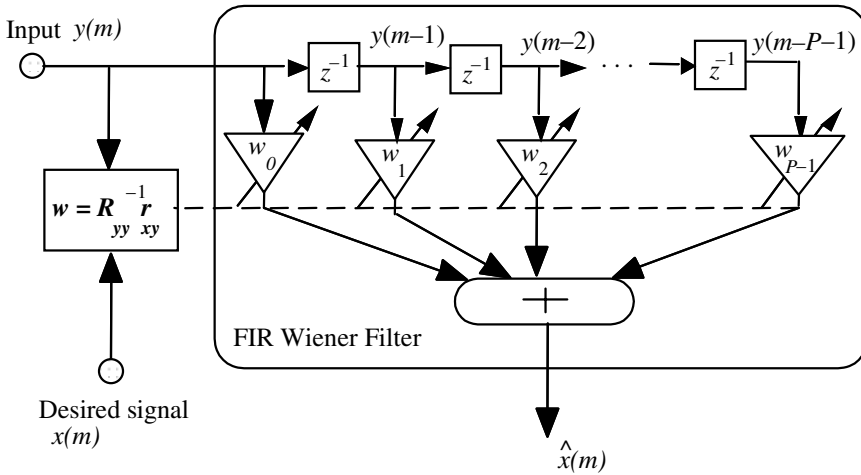 Input y(m)
y(m–1)
y(m–2)
y(m–P–1)
z⁻¹
z⁻¹
. . .
z⁻¹
w₀
w₁
w₂
w_P–1
w = R_yy⁻¹ r_xy
+
FIR Wiener Filter
Desired signal
x(m)
x̂(m)